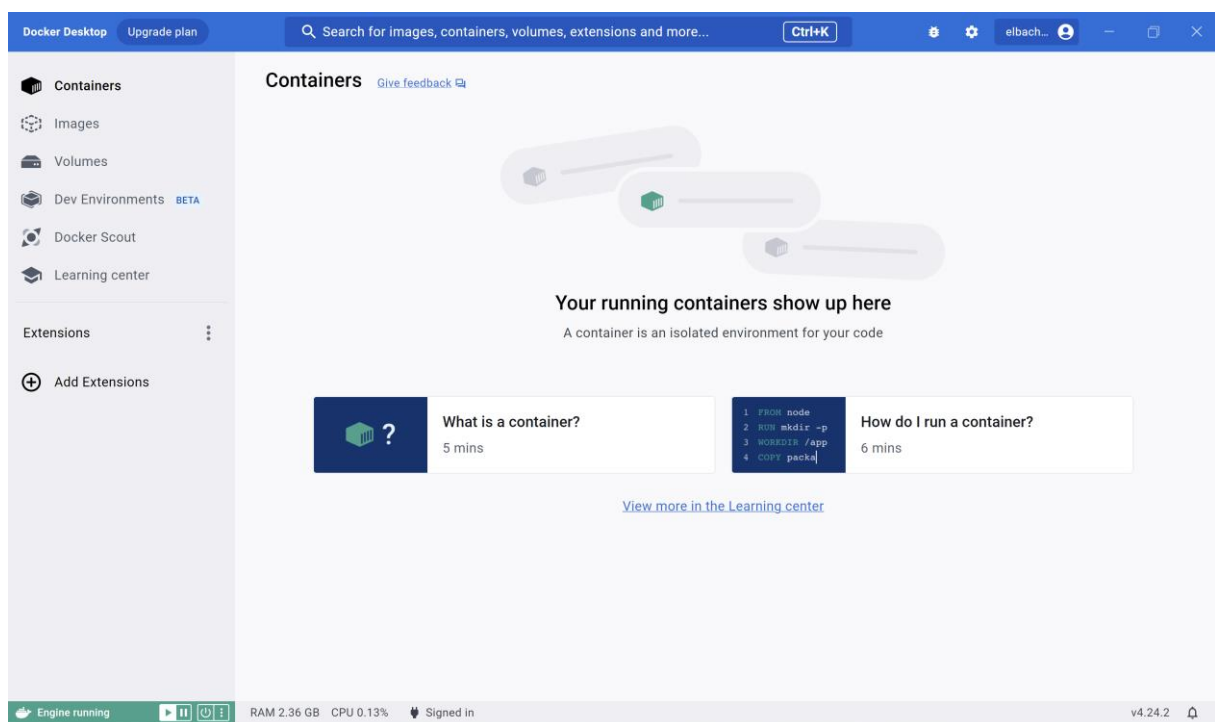 Docker Desktop Upgrade plan Search for images, containers, volumes, extensions and more... Ctrl+K elbach...
Containers
Images
Volumes
Dev Environments BETA
Docker Scout
Learning center
Extensions
Add Extensions
Containers Give feedback
Your running containers show up here
A container is an isolated environment for your code
?
What is a container?
5 mins
1 FROM node
2 RUN mkdir -p
3 WORKDIR /app
4 COPY packa
How do I run a container?
6 mins
View more in the Learning center
Engine running RAM 2.36 GB CPU 0.13% Signed in v4.24.2